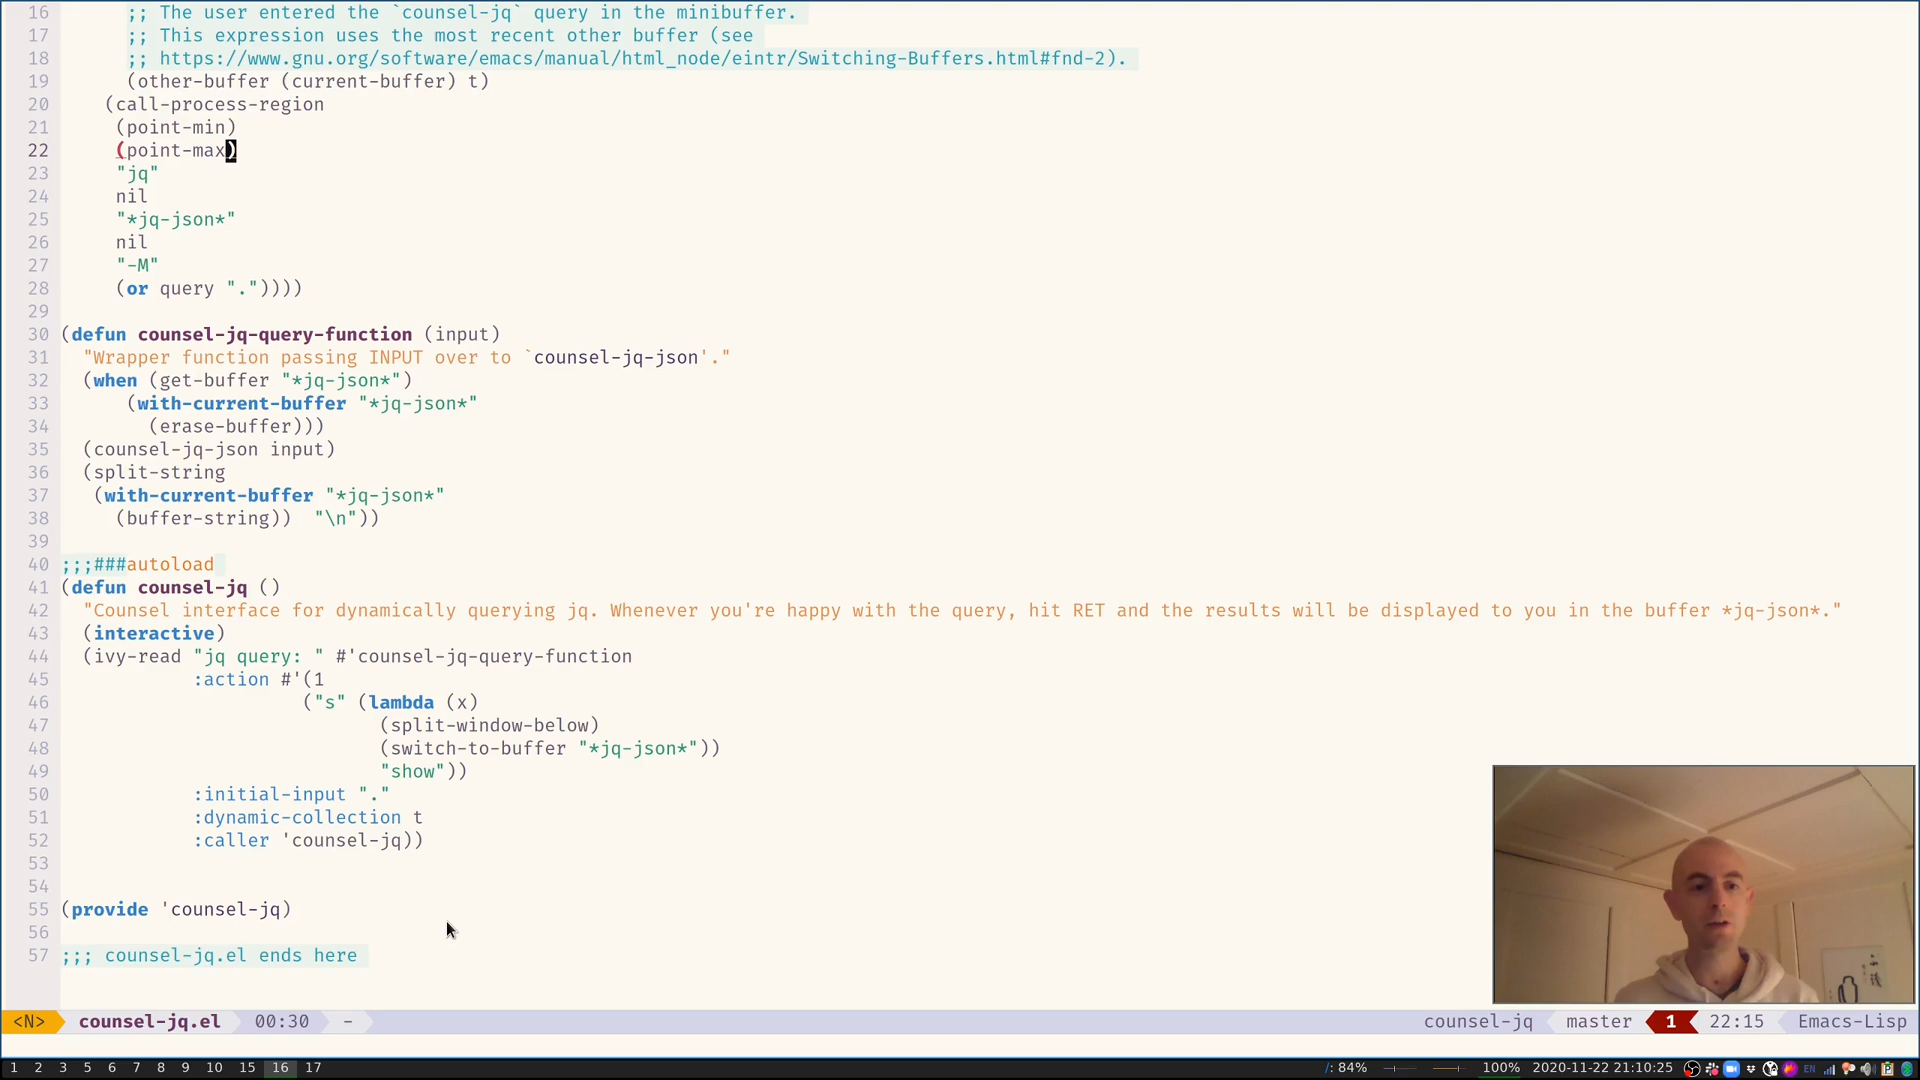 16 ;; The user entered the `counsel-jq` query in the minibuffer.
17 ;; This expression uses the most recent other buffer (see
18 ;; https://www.gnu.org/software/emacs/manual/html_node/eintr/Switching-Buffers.html#fnd-2).
19 (other-buffer (current-buffer) t)
20 (call-process-region
21 (point-min)
22 (point-max)
23 "jq"
24 nil
25 "*jq-json*"
26 nil
27 "-M"
28 (or query "."))))
29
30 (defun counsel-jq-query-function (input)
31 "Wrapper function passing INPUT over to `counsel-jq-json'."
32 (when (get-buffer "*jq-json*")
33 (with-current-buffer "*jq-json*"
34 (erase-buffer)))
35 (counsel-jq-json input)
36 (split-string
37 (with-current-buffer "*jq-json*"
38 (buffer-string)) "\n"))
39
40 ;;;###autoload
41 (defun counsel-jq ()
42 "Counsel interface for dynamically querying jq. Whenever you're happy with the query, hit RET and the results will be displayed to you in the buffer *jq-json*."
43 (interactive)
44 (ivy-read "jq query: " #'counsel-jq-query-function
45 :action #'(1
46 ("s" (lambda (x)
47 (split-window-below)
48 (switch-to-buffer "*jq-json*"))
49 "show"))
50 :initial-input "."
51 :dynamic-collection t
52 :caller 'counsel-jq))
53
54
55 (provide 'counsel-jq)
56
57 ;;; counsel-jq.el ends here
<N> counsel-jq.el 00:30 - counsel-jq master 1 22:15 Emacs-Lisp
1 2 3 5 6 7 8 9 10 15 16 17 /: 84% 100% 2020-11-22 21:10:25 EN